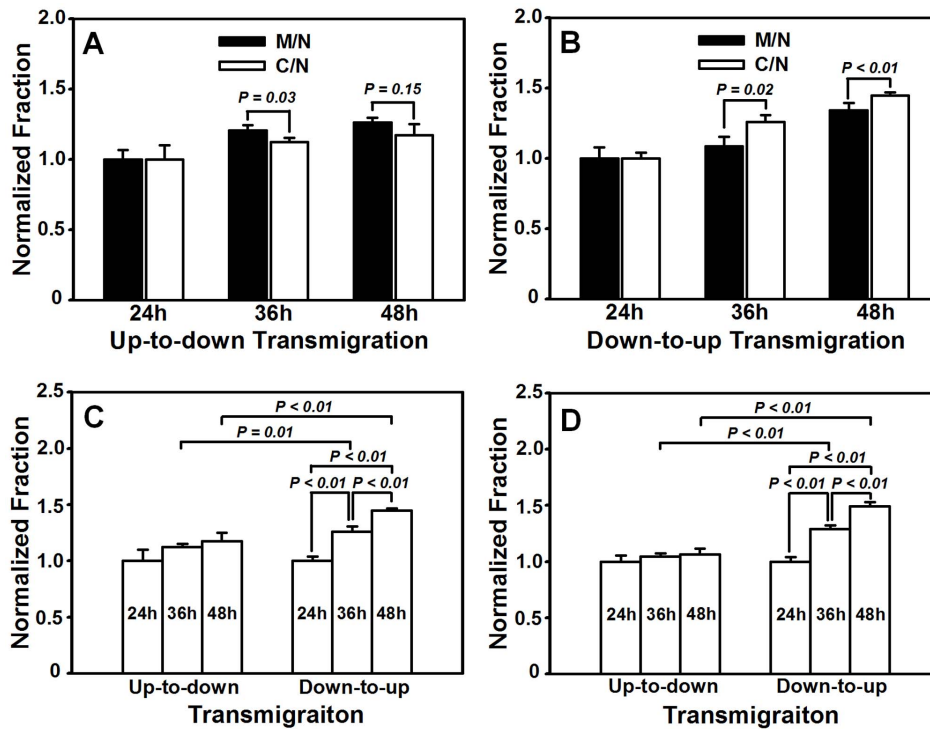 A
M/N
C/N
P = 0.03
P = 0.15
Normalized Fraction
2.0
1.5
1.0
0.5
0
24h 36h 48h
Up-to-down Transmigration
B
M/N
C/N
P = 0.02
P < 0.01
Normalized Fraction
2.0
1.5
1.0
0.5
0
24h 36h 48h
Down-to-up Transmigration
C
P < 0.01
P = 0.01
P < 0.01
P < 0.01 P < 0.01
Normalized Fraction
2.5
2.0
1.5
1.0
0.5
0
24h 36h 48h 24h 36h 48h
Up-to-down Down-to-up
Transmigraiton
D
P < 0.01
P < 0.01
P < 0.01
P < 0.01 P < 0.01
Normalized Fraction
2.5
2.0
1.5
1.0
0.5
0
24h 36h 48h 24h 36h 48h
Up-to-down Down-to-up
Transmigraiton